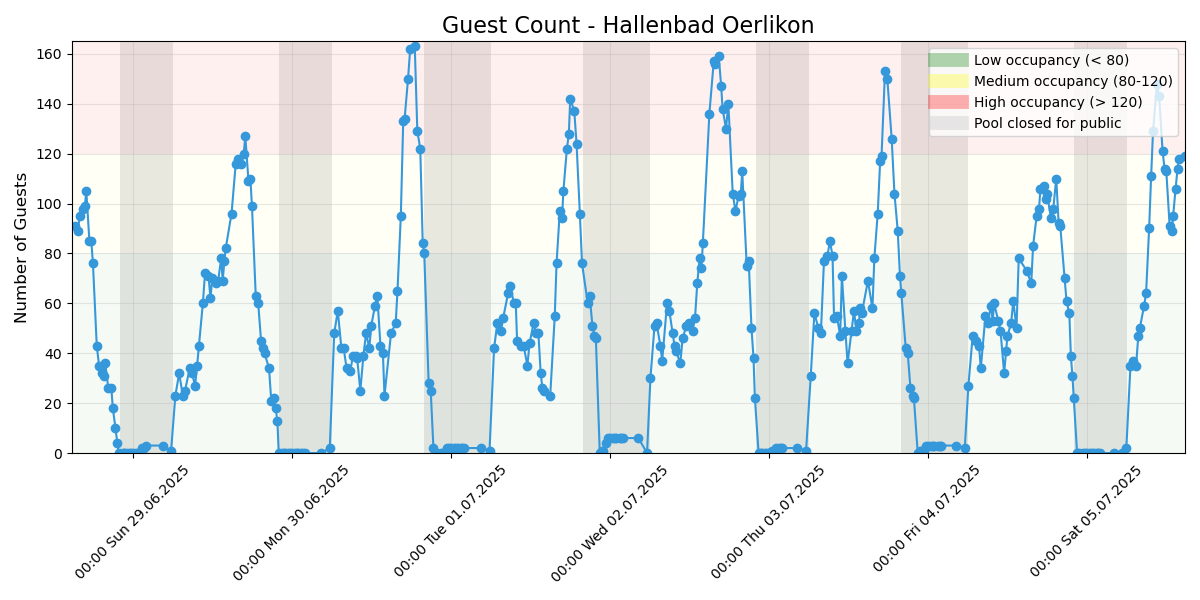 Guest Count - Hallenbad Oerlikon
Number of Guests
160
140
120
100
80
60
40
20
0
Low occupancy (< 80)
Medium occupancy (80-120)
High occupancy (> 120)
Pool closed for public
00:00 Sun 29.06.2025
00:00 Mon 30.06.2025
00:00 Tue 01.07.2025
00:00 Wed 02.07.2025
00:00 Thu 03.07.2025
00:00 Fri 04.07.2025
00:00 Sat 05.07.2025